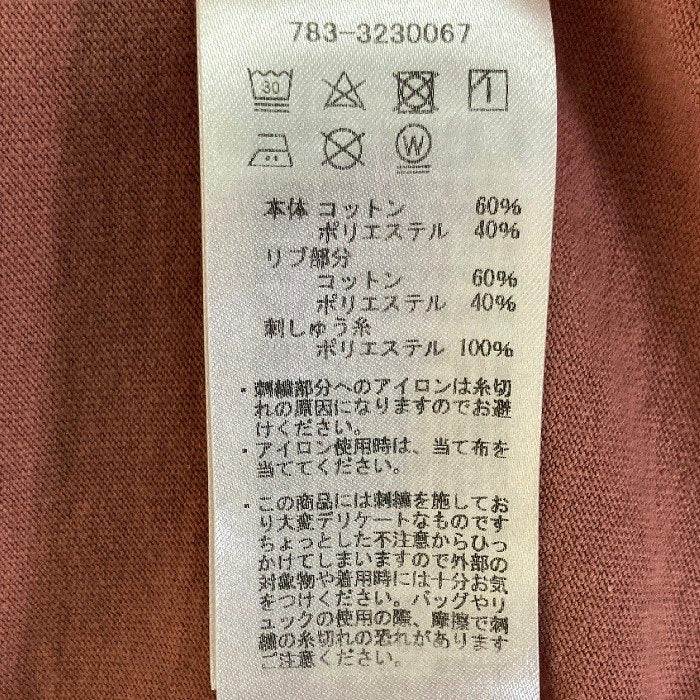 783-3230067
30
W
本体 コットン 60%
ポリエステル 40%
リブ部分
コットン 60%
ポリエステル 40%
刺しゅう糸
ポリエステル 100%
・刺繍部分へのアイロンは糸切
れの原因になりますのでお避
けください。
・アイロン使用時は、当て布を
当ててください。
・この商品には刺繍を施してお
り大変デリケートなものです
ちょっとした不注意からひっ
かけてしまいますので外部の
対象物や着用時には十分お気
をつけください。バッグやリ
ュックの使用の際、摩擦で刺
繍の糸切れの恐れがあります
ご注意ください。